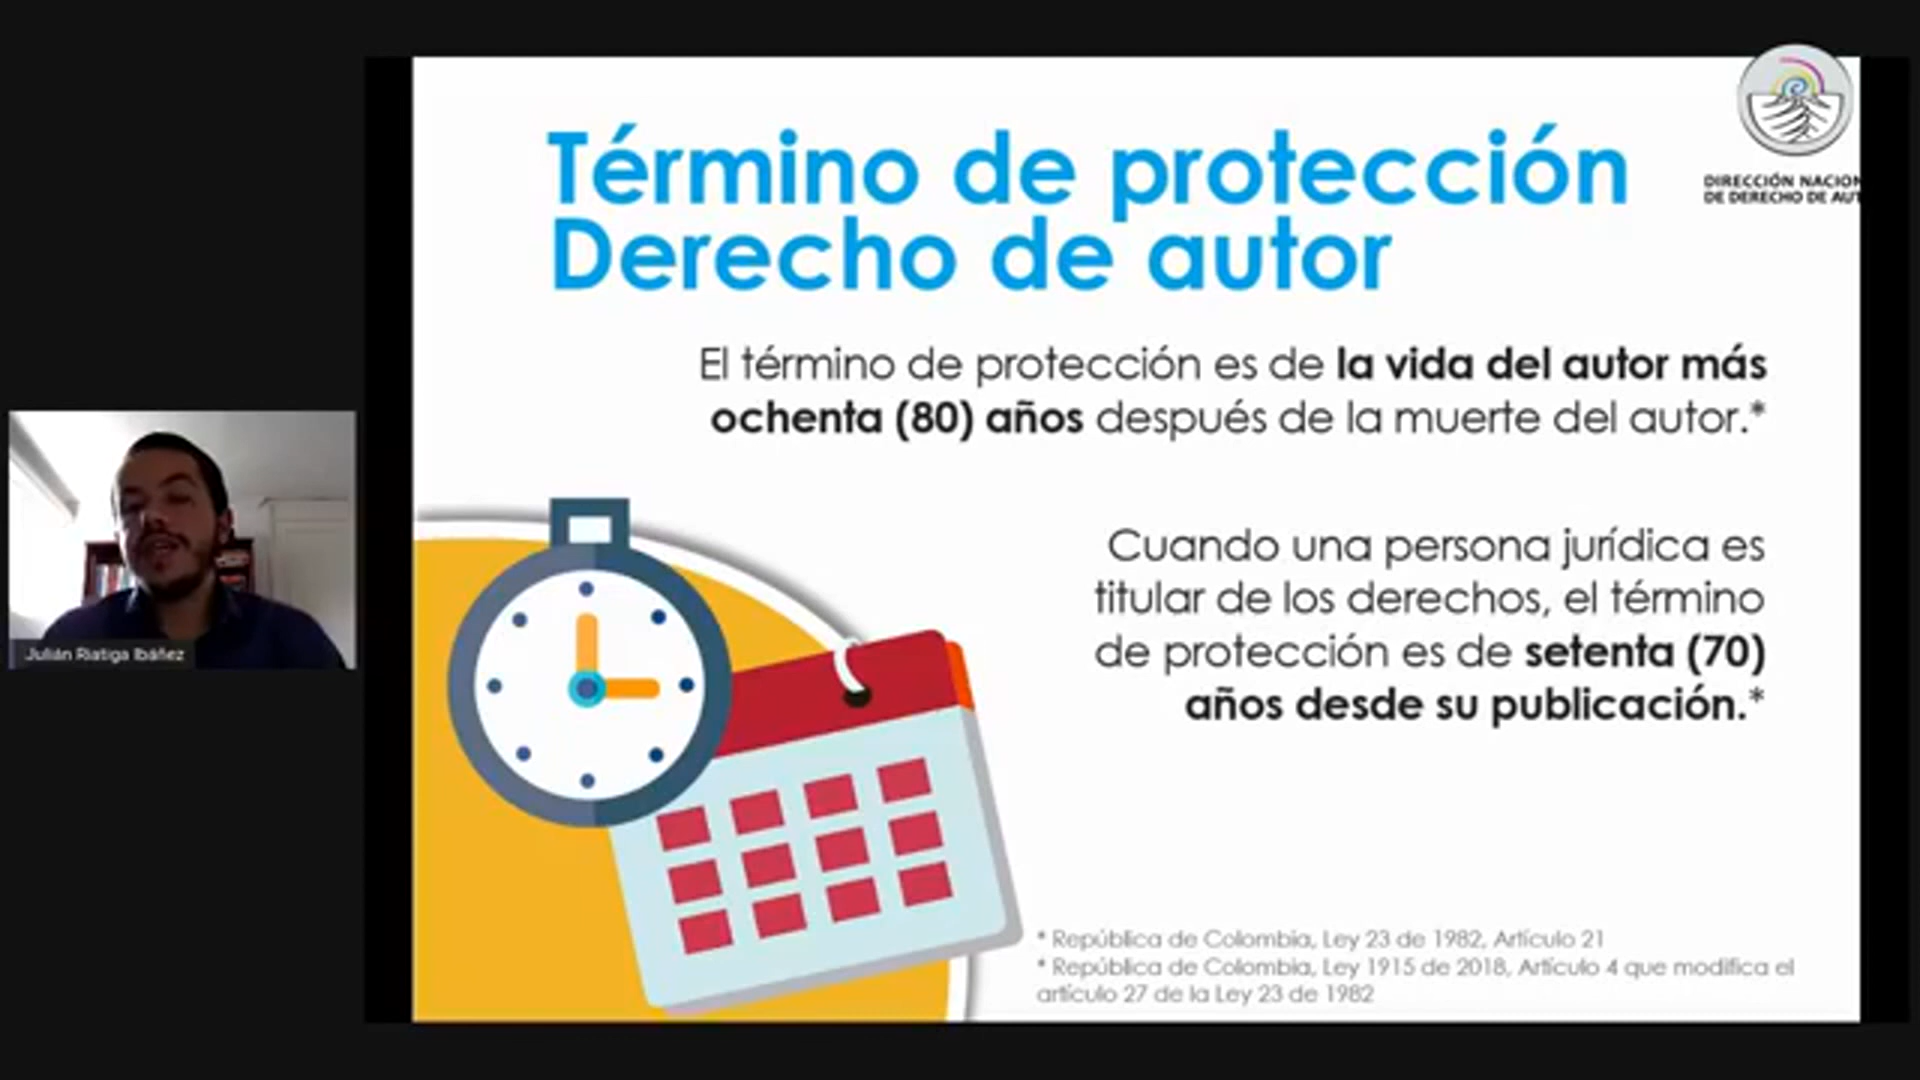 Término de protección
Derecho de autor
DIRECCIÓN NACION
DE DERECHO DE AUT
El término de protección es de la vida del autor más
ochenta (80) años después de la muerte del autor.*
Cuando una persona jurídica es
titular de los derechos, el término
de protección es de setenta (70)
años desde su publicación.*
Julián Riatiga Ibáñez
* República de Colombia, Ley 23 de 1982, Artículo 21
* República de Colombia, Ley 1915 de 2018, Artículo 4 que modifica el
artículo 27 de la Ley 23 de 1982